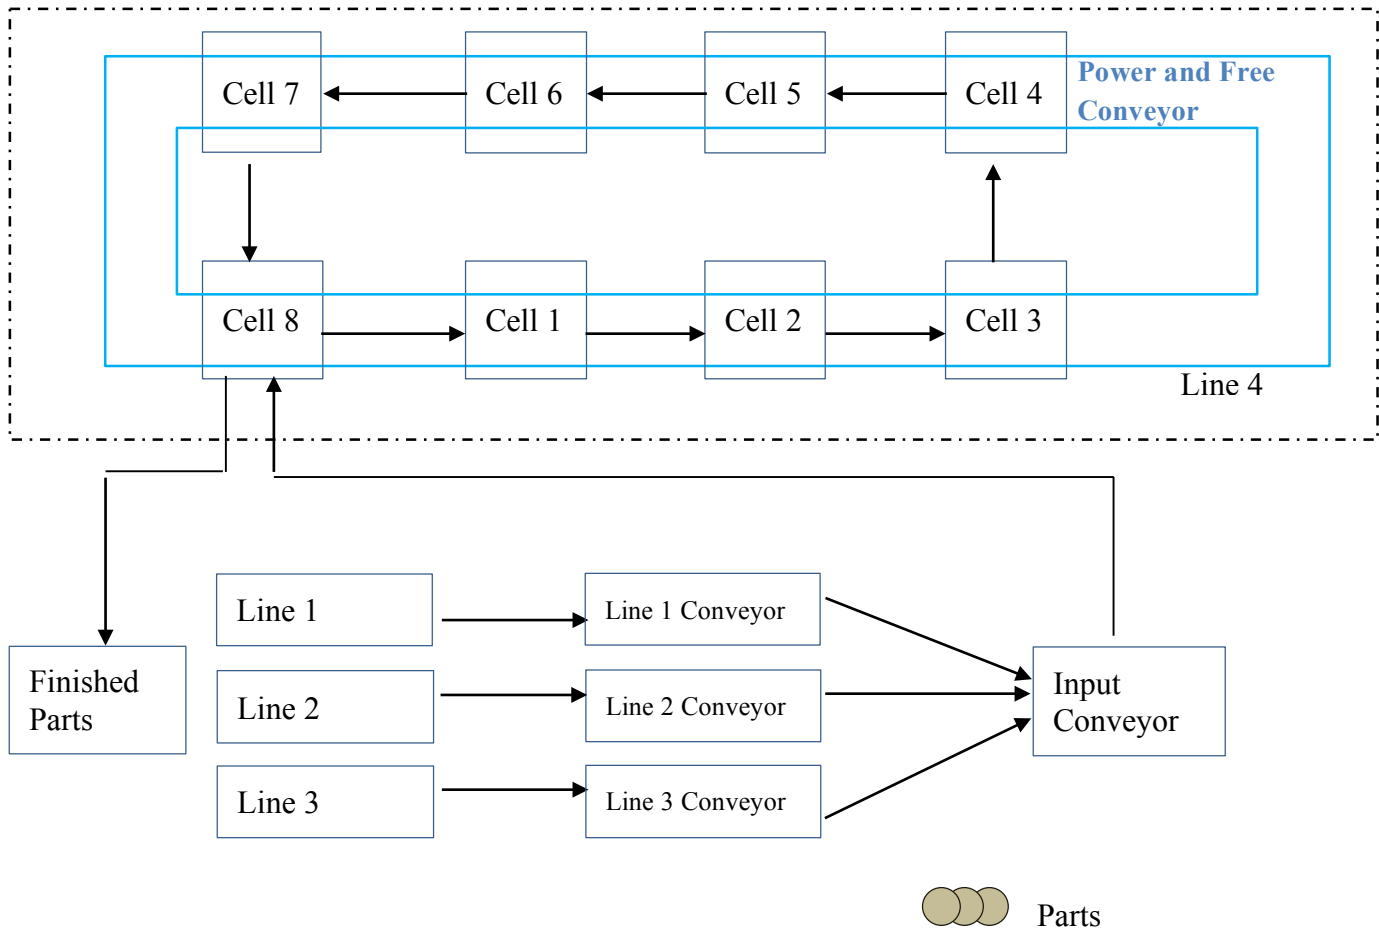 Cell 7
Cell 6
Cell 5
Cell 4
Power and Free
Conveyor
Cell 8
Cell 1
Cell 2
Cell 3
Line 4
Line 1
Line 1 Conveyor
Finished
Parts
Line 2
Line 2 Conveyor
Input
Conveyor
Line 3
Line 3 Conveyor
Parts